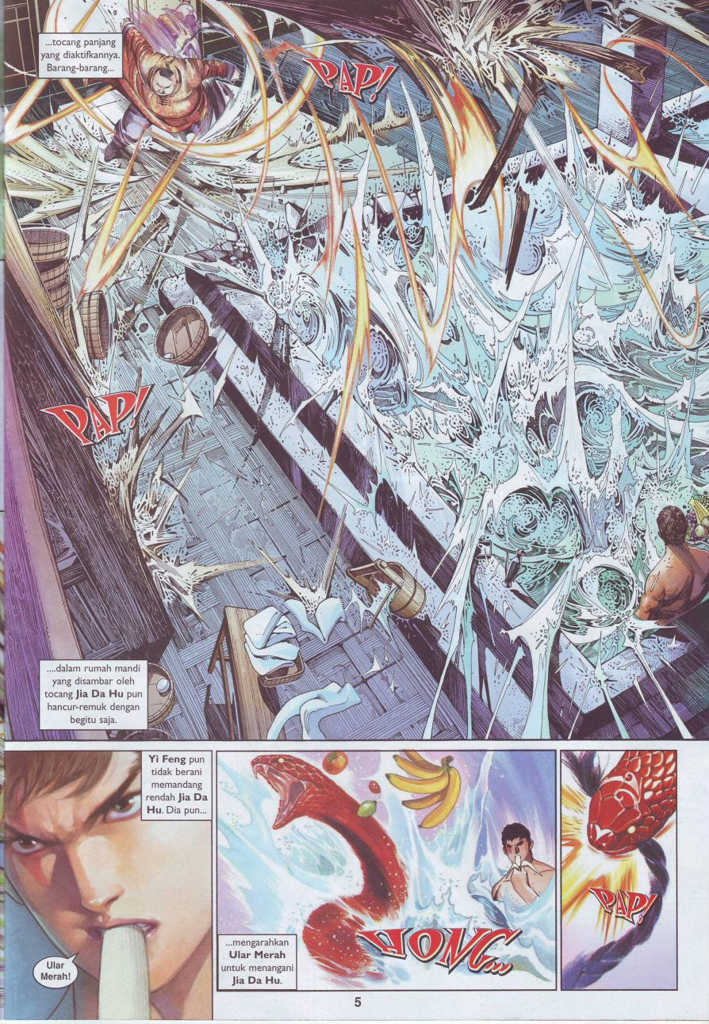 ...tocang panjang
yang diaktifkannya.
Barang-barang...
PAP!
PAP!
....dalam rumah mandi
yang disambar oleh
tocang Jia Da Hu pun
hancur-remuk dengan
begitu saja.
Yi Feng pun
tidak berani
memandang
rendah Jia Da
Hu. Dia pun...
Ular
Merah!
...mengarahkan
Ular Merah
untuk menangani
Jia Da Hu.
HONG...
PAP!
5